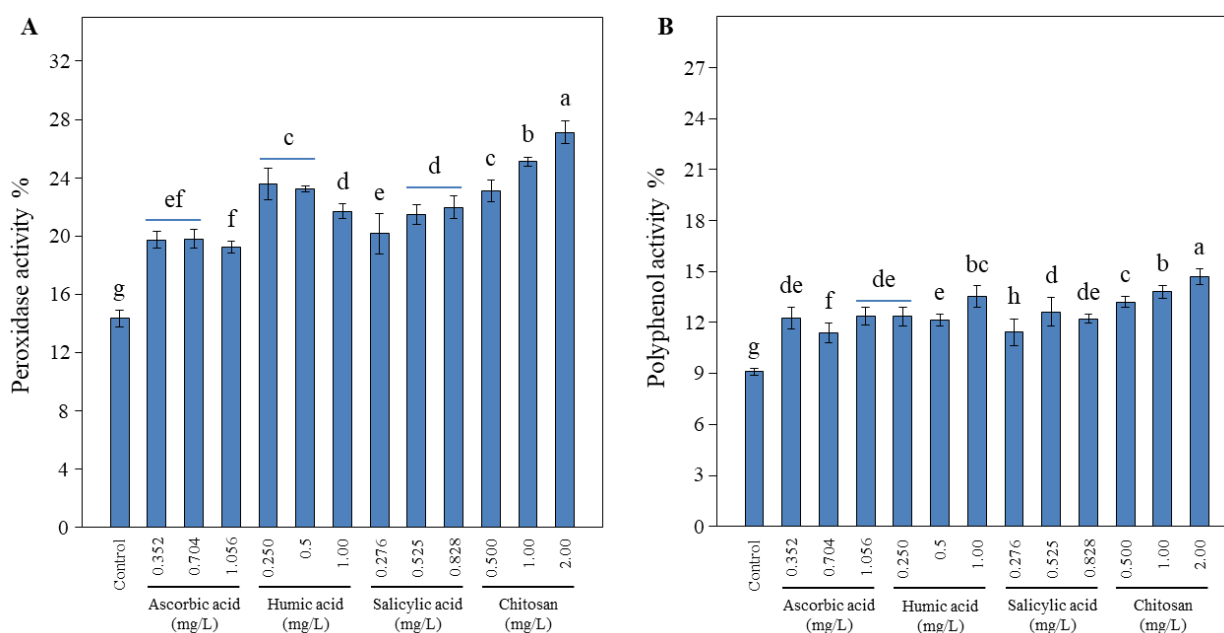 A
Peroxidase activity %
32
28
24
20
16
12
8
4
0
g
ef
f
c
d
e
d
c
b
a
Control
0.352
0.704
1.056
0.250
0.5
1.00
0.276
0.525
0.828
0.500
1.00
2.00
Ascorbic acid
(mg/L)
Humic acid
(mg/L)
Salicylic acid
(mg/L)
Chitosan
(mg/L)
B
Polyphenol activity %
27
24
21
18
15
12
9
6
3
0
g
de
f
de
e
bc
h
d
de
c
b
a
Control
0.352
0.704
1.056
0.250
0.5
1.00
0.276
0.525
0.828
0.500
1.00
2.00
Ascorbic acid
(mg/L)
Humic acid
(mg/L)
Salicylic acid
(mg/L)
Chitosan
(mg/L)